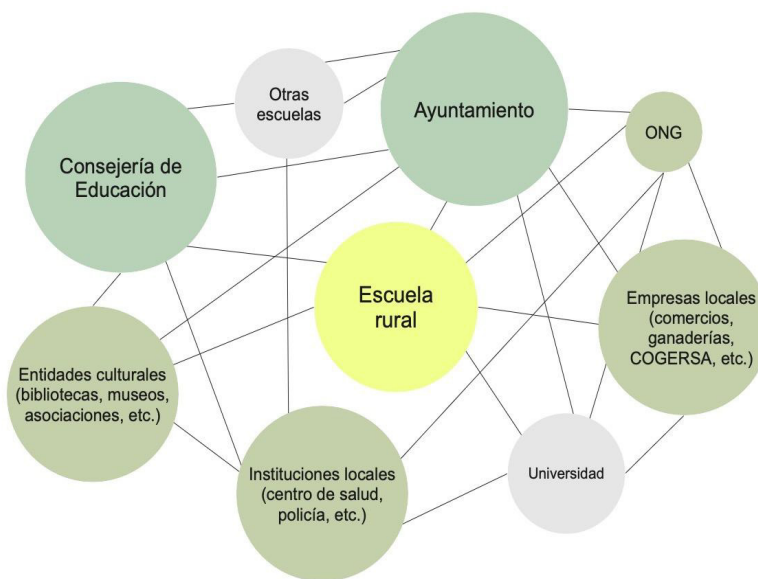 Otras
escuelas
Ayuntamiento
ONG
Consejería de
Educación
Escuela
rural
Empresas locales
(comercios,
ganaderías,
COGERSA, etc.)
Entidades culturales
(bibliotecas, museos,
asociaciones, etc.)
Instituciones locales
(centro de salud,
policía, etc.)
Universidad